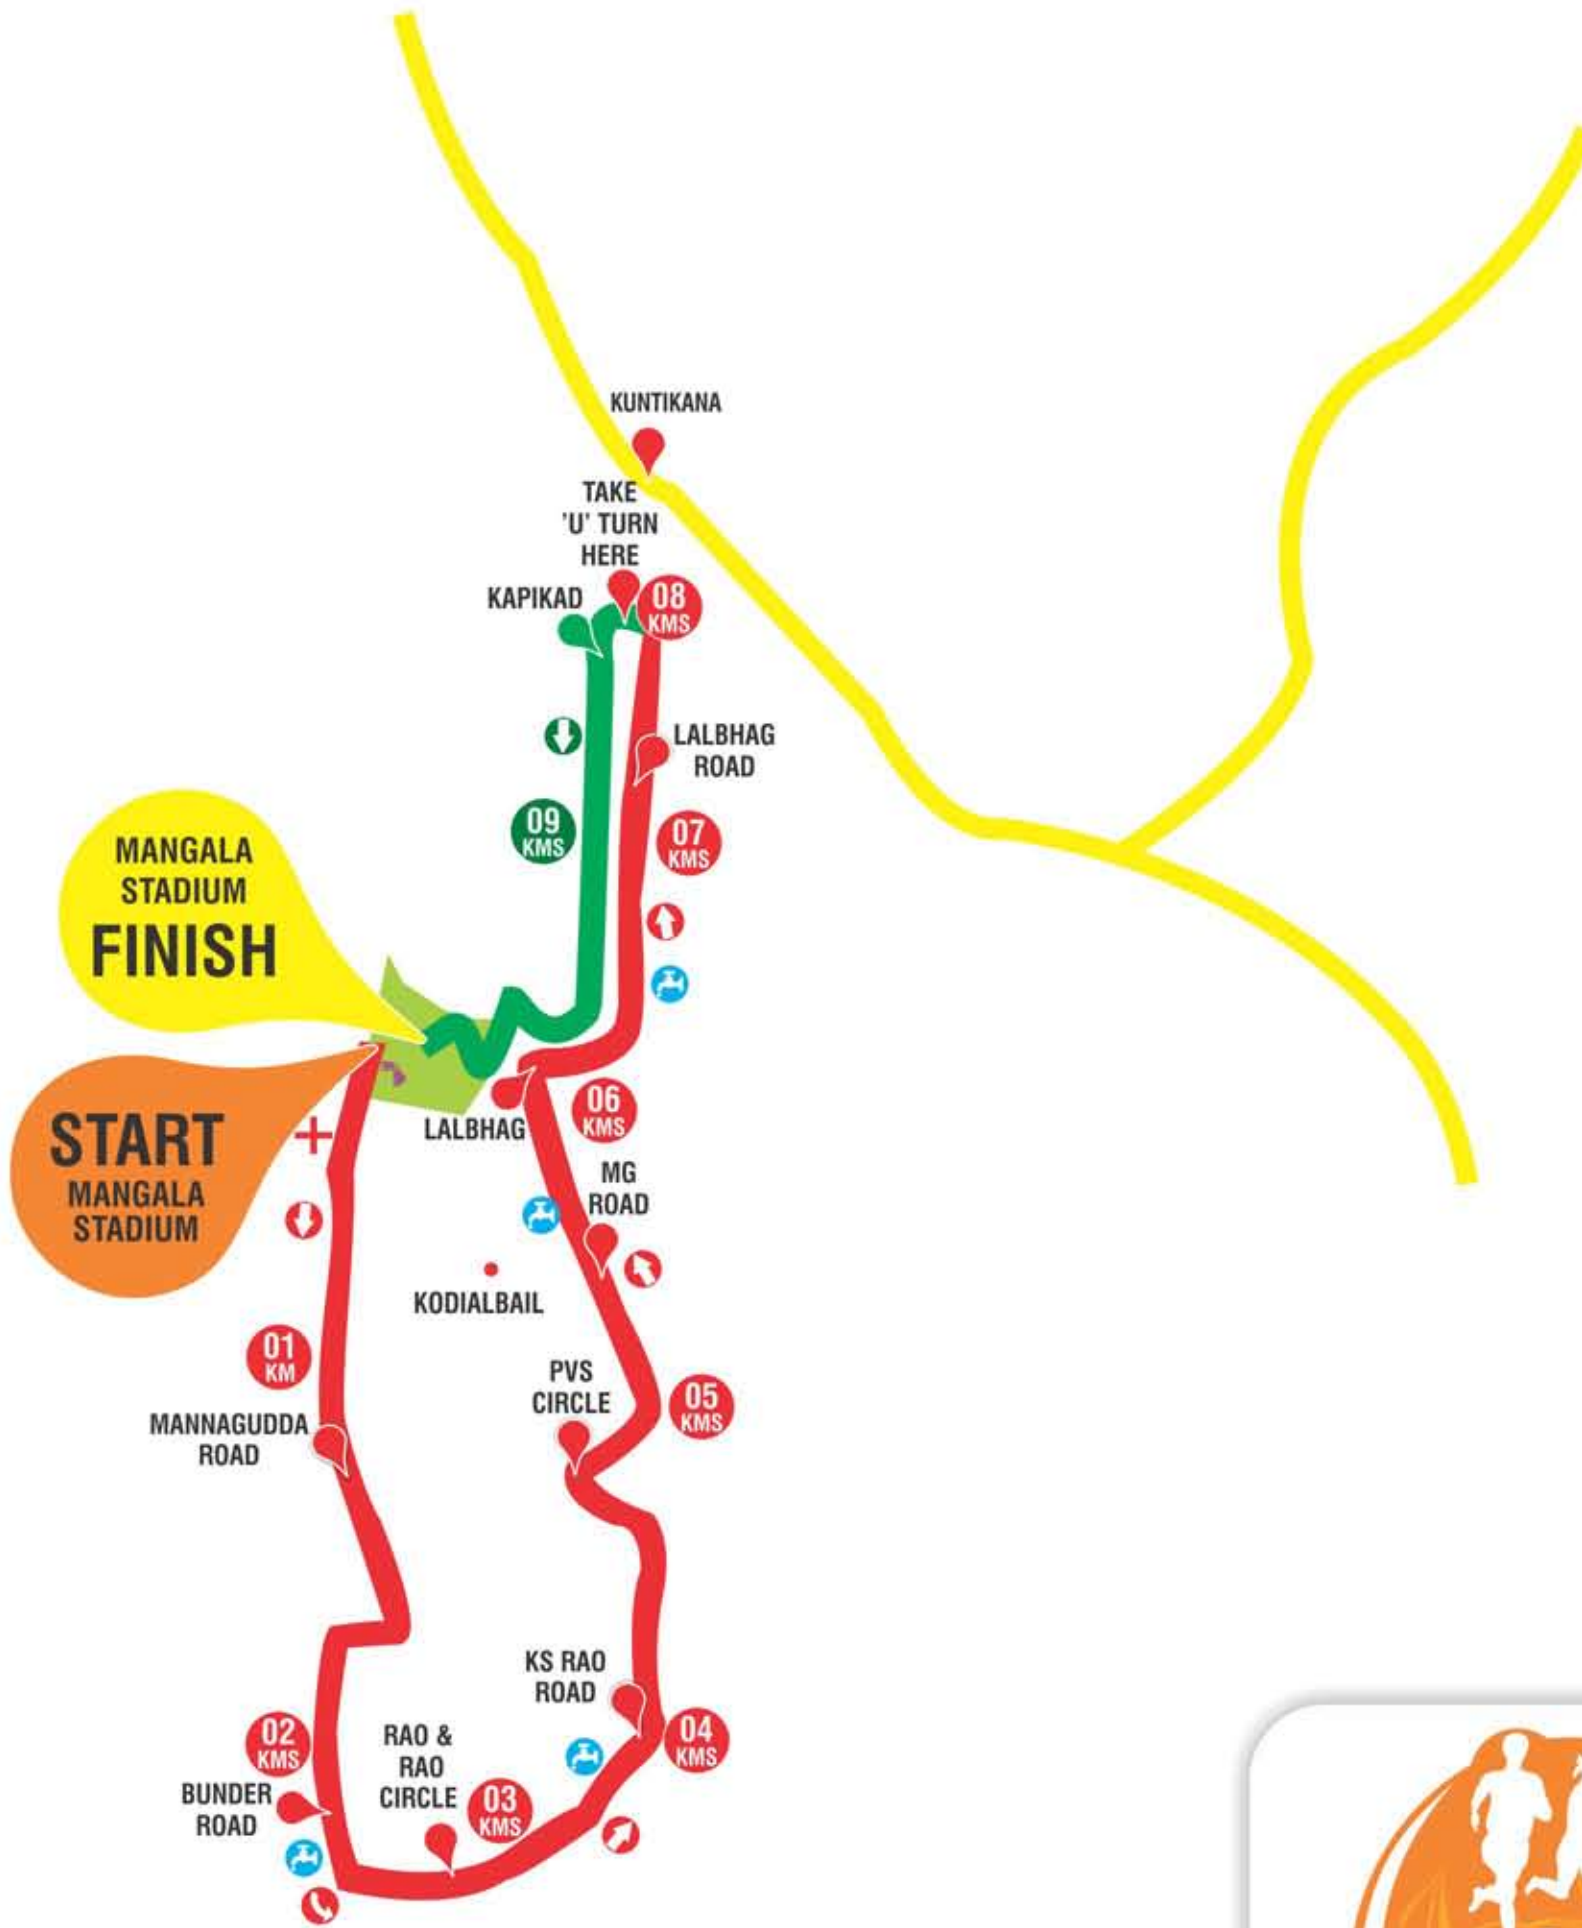 KUNTIKANA
TAKE
'U' TURN
HERE
KAPIKAD
08
KMS
LALBHAG
ROAD
09
KMS
07
KMS
MANGALA
STADIUM
FINISH
START
MANGALA
STADIUM
LALBHAG
06
KMS
MG
ROAD
KODIALBAIL
01
KM
PVS
CIRCLE
05
KMS
MANNAGUDDA
ROAD
KS RAO
ROAD
02
KMS
RAO &
RAO
CIRCLE
04
KMS
BUNDER
ROAD
03
KMS